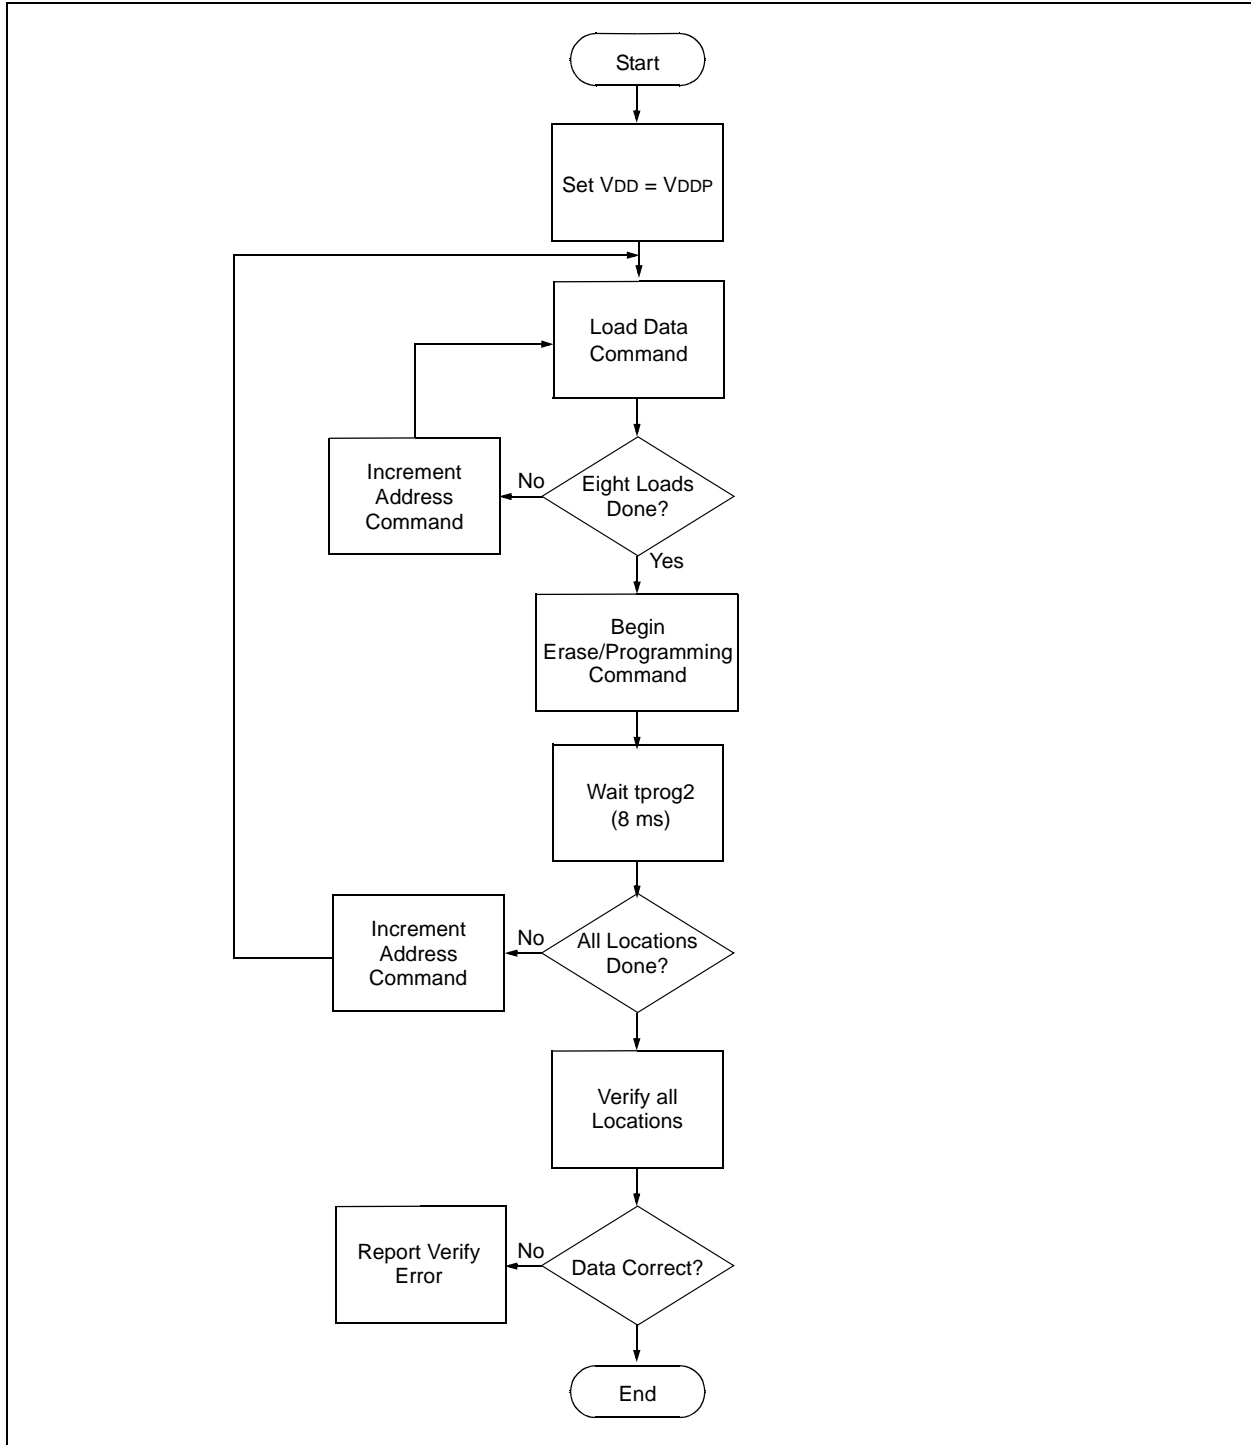 Start
Set VDD = VDDP
Load Data
Command
Increment
Address
Command
No
Eight Loads
Done?
Yes
Begin
Erase/Programming
Command
Wait tprog2
(8 ms)
Increment
Address
Command
No
All Locations
Done?
Verify all
Locations
Report Verify
Error
No
Data Correct?
End